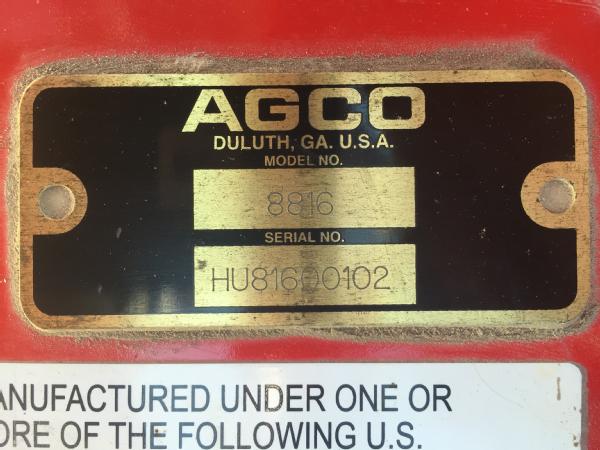 AGCO
DULUTH, GA. U.S.A.
MODEL NO.
8816
SERIAL NO.
HU81600102
ANUFACTURED UNDER ONE OR
ORE OF THE FOLLOWING U.S.